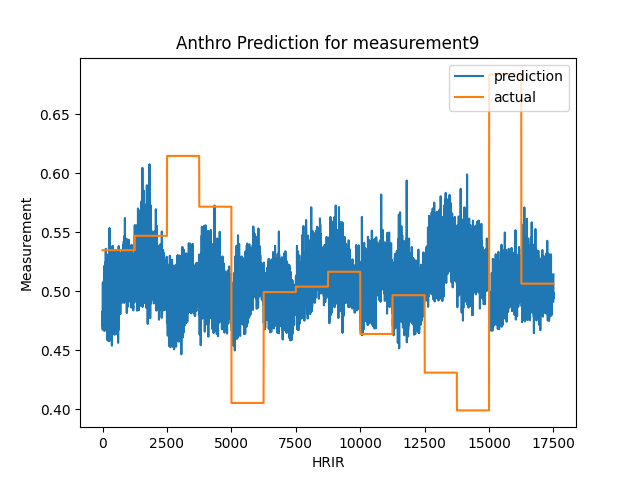 Anthro Prediction for measurement9
prediction
actual
Measurement
0.65
0.60
0.55
0.50
0.45
0.40
0 2500 5000 7500 10000 12500 15000 17500
HRIR